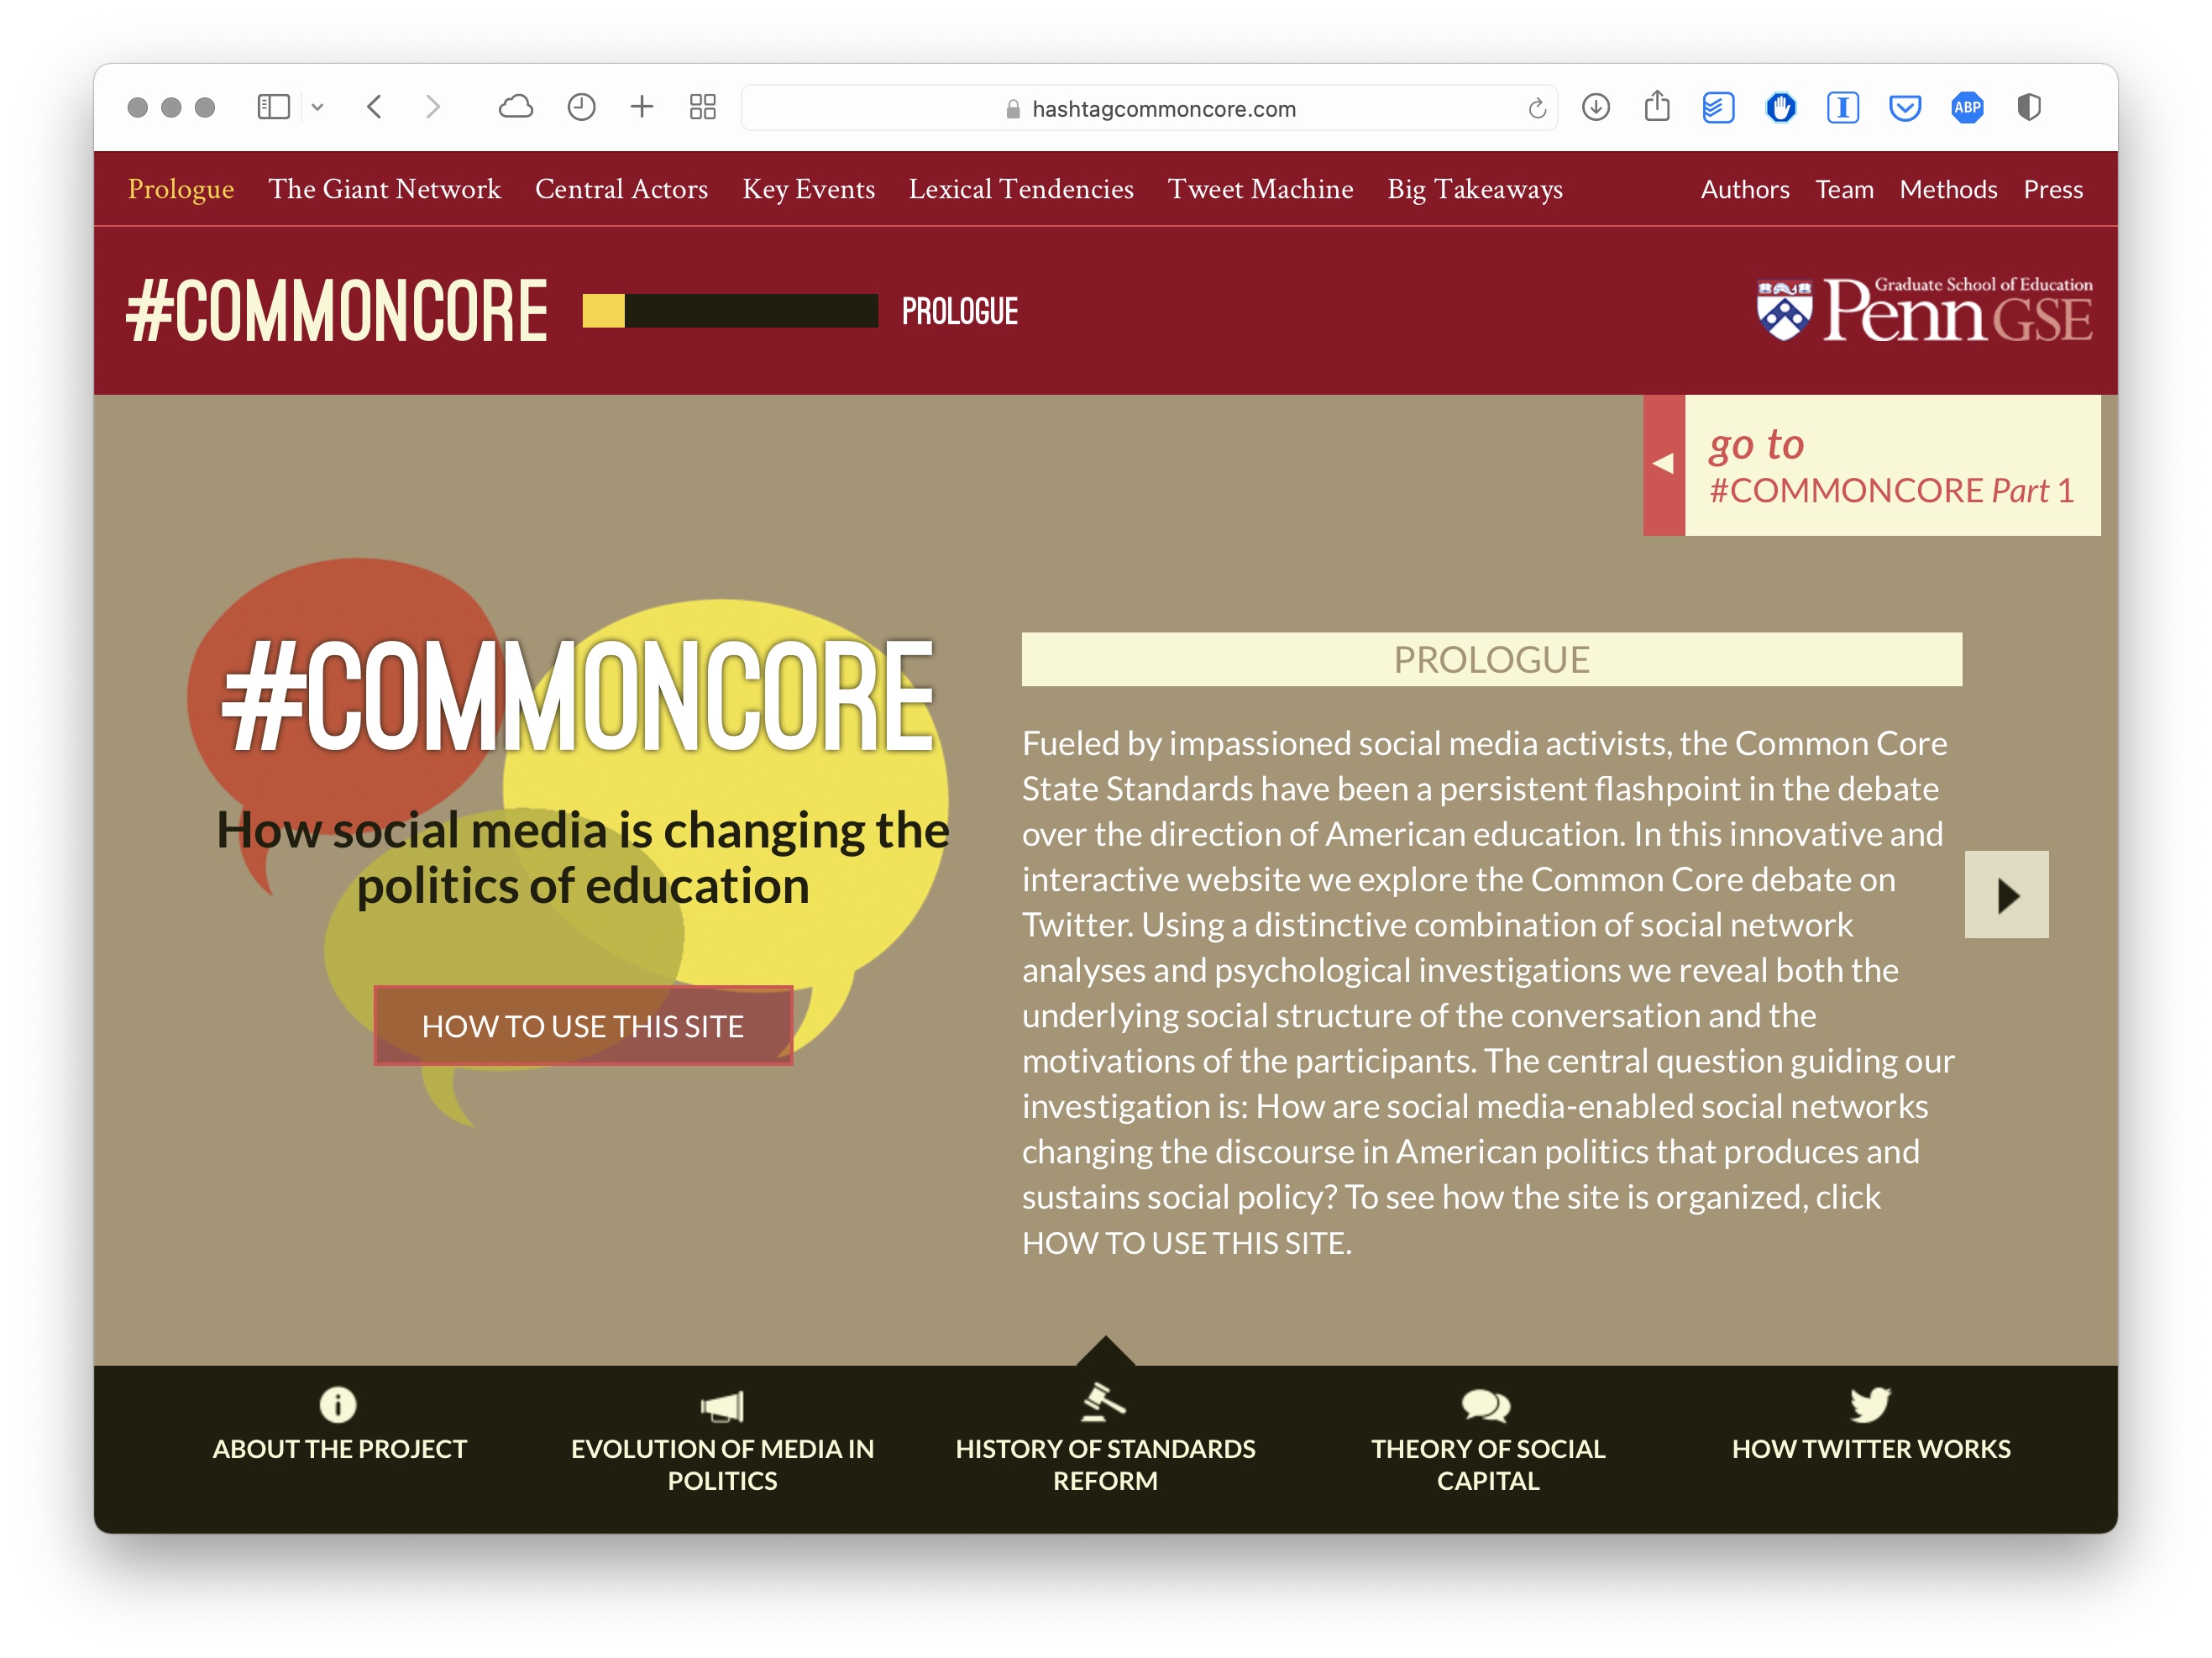 hashtagcommoncore.com
ABP
Prologue The Giant Network Central Actors Key Events Lexical Tendencies Tweet Machine Big Takeaways Authors Team Methods Press
#COMMONCORE PROLOGUE
Graduate School of Education
Penn GSE
go to
#COMMONCORE Part 1
#COMMONCORE
How social media is changing the
politics of education
HOW TO USE THIS SITE
PROLOGUE
Fueled by impassioned social media activists, the Common Core
State Standards have been a persistent flashpoint in the debate
over the direction of American education. In this innovative and
interactive website we explore the Common Core debate on
Twitter. Using a distinctive combination of social network
analyses and psychological investigations we reveal both the
underlying social structure of the conversation and the
motivations of the participants. The central question guiding our
investigation is: How are social media-enabled social networks
changing the discourse in American politics that produces and
sustains social policy? To see how the site is organized, click
HOW TO USE THIS SITE.
ABOUT THE PROJECT
EVOLUTION OF MEDIA IN
POLITICS
HISTORY OF STANDARDS
REFORM
THEORY OF SOCIAL
CAPITAL
HOW TWITTER WORKS